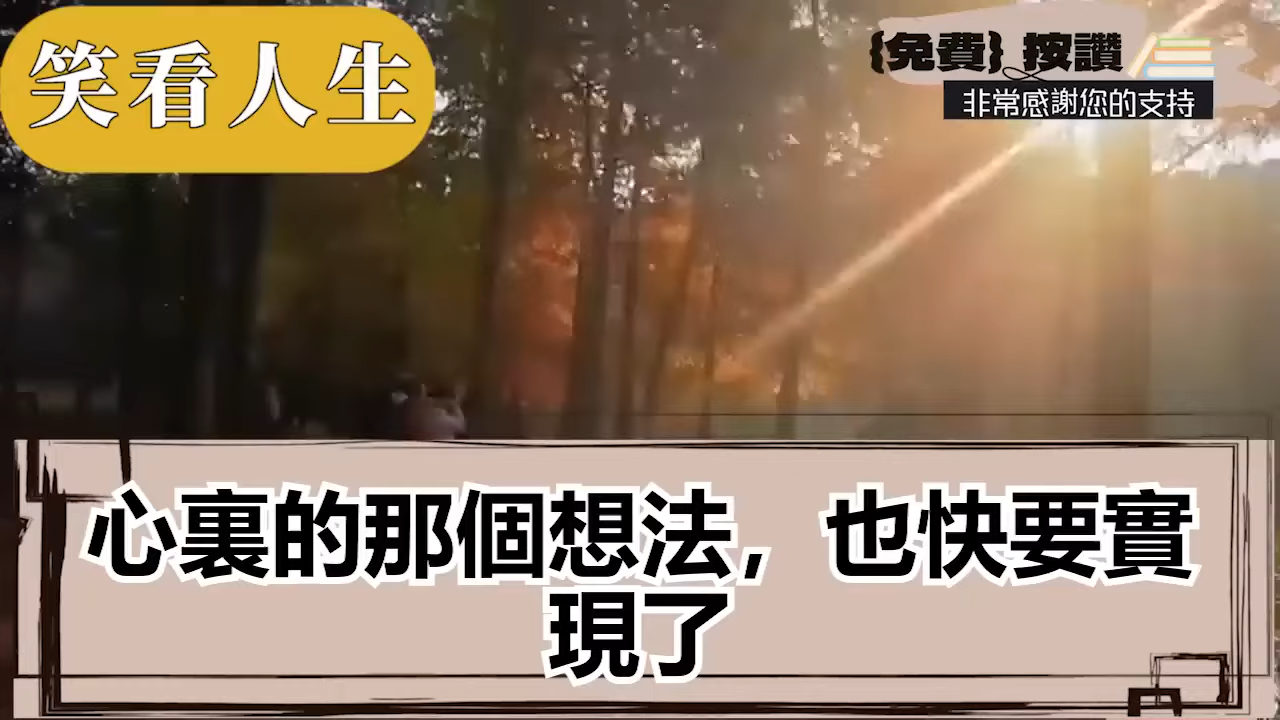 笑看人生
{免費} 按讚
非常感謝您的支持
心裏的那個想法，也快要實
現了